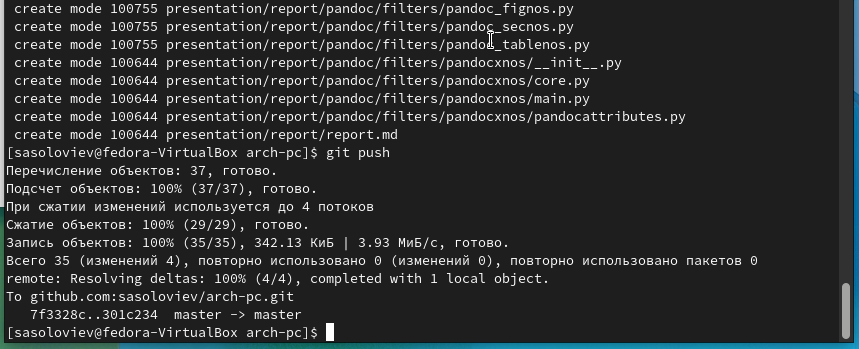 create mode 100755 presentation/report/pandoc/filters/pandoc_fignos.py
create mode 100755 presentation/report/pandoc/filters/pandoc_secnos.py
create mode 100755 presentation/report/pandoc/filters/pandoc_tablenos.py
create mode 100644 presentation/report/pandoc/filters/pandocxnos/__init__.py
create mode 100644 presentation/report/pandoc/filters/pandocxnos/core.py
create mode 100644 presentation/report/pandoc/filters/pandocxnos/main.py
create mode 100644 presentation/report/pandoc/filters/pandocxnos/pandocattributes.py
create mode 100644 presentation/report/report.md
[sasoloviev@fedora-VirtualBox arch-pc]$ git push
Перечисление объектов: 37, готово.
Подсчет объектов: 100% (37/37), готово.
При сжатии изменений используется до 4 потоков
Сжатие объектов: 100% (29/29), готово.
Запись объектов: 100% (35/35), 342.13 КиБ | 3.93 МиБ/с, готово.
Всего 35 (изменений 4), повторно использовано 0 (изменений 0), повторно использовано пакетов 0
remote: Resolving deltas: 100% (4/4), completed with 1 local object.
To github.com:sasoloviev/arch-pc.git
7f3328c..301c234  master -> master
[sasoloviev@fedora-VirtualBox arch-pc]$